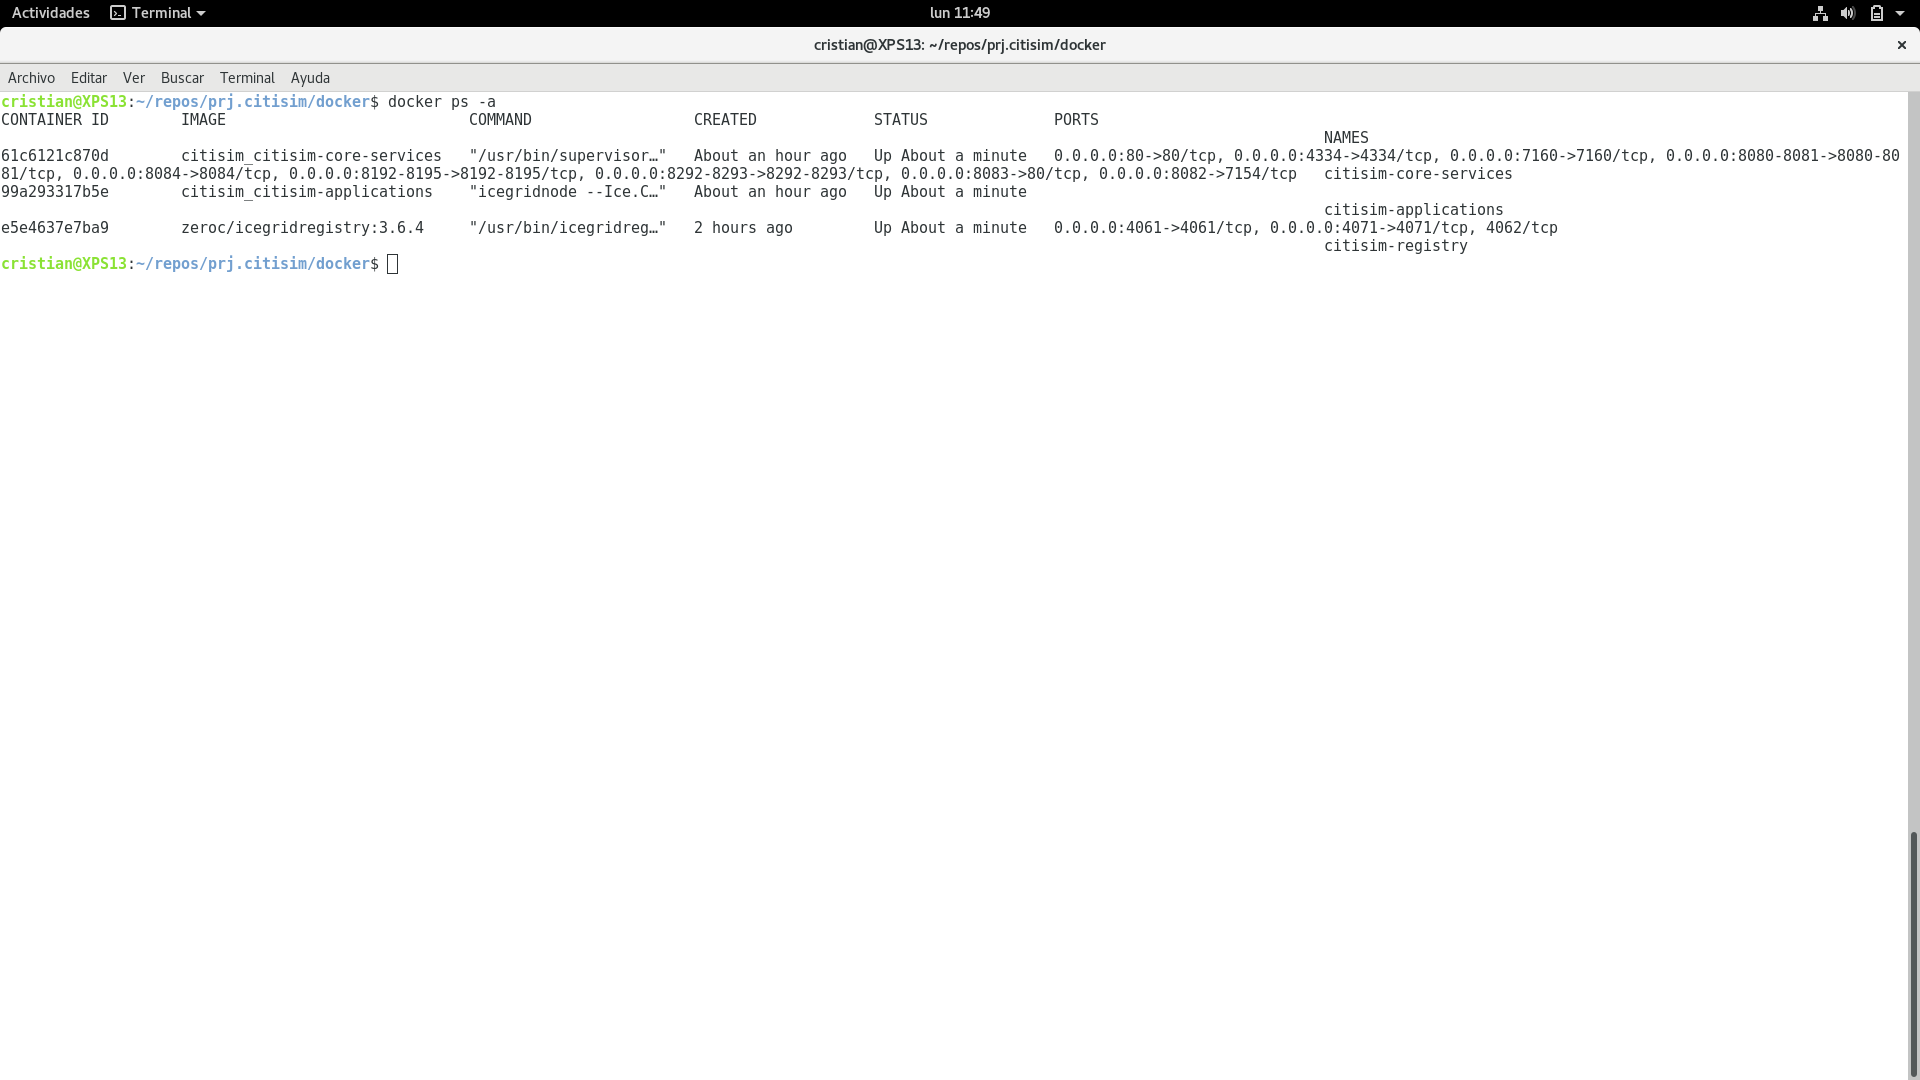 Actividades Terminal lun 11:49
cristian@XPS13: ~/repos/prj.citisim/docker
Archivo Editar Ver Buscar Terminal Ayuda
cristian@XPS13:~/repos/prj.citisim/docker$ docker ps -a
CONTAINER ID        IMAGE                           COMMAND                  CREATED             STATUS              PORTS
NAMES
61c6121c870d        citisim_citisim-core-services   "/usr/bin/supervisor…"   About an hour ago   Up About a minute   0.0.0.0:80->80/tcp, 0.0.0.0:4334->4334/tcp, 0.0.0.0:7160->7160/tcp, 0.0.0.0:8080-8081->8080-80
81/tcp, 0.0.0.0:8084->8084/tcp, 0.0.0.0:8192-8195->8192-8195/tcp, 0.0.0.0:8292-8293->8292-8293/tcp, 0.0.0.0:8083->80/tcp, 0.0.0.0:8082->7154/tcp   citisim-core-services
99a293317b5e        citisim_citisim-applications    "icegridnode --Ice.C…"   About an hour ago   Up About a minute
citisim-applications
e5e4637e7ba9        zeroc/icegridregistry:3.6.4     "/usr/bin/icegridreg…"   2 hours ago         Up About a minute   0.0.0.0:4061->4061/tcp, 0.0.0.0:4071->4071/tcp, 4062/tcp
citisim-registry
cristian@XPS13:~/repos/prj.citisim/docker$